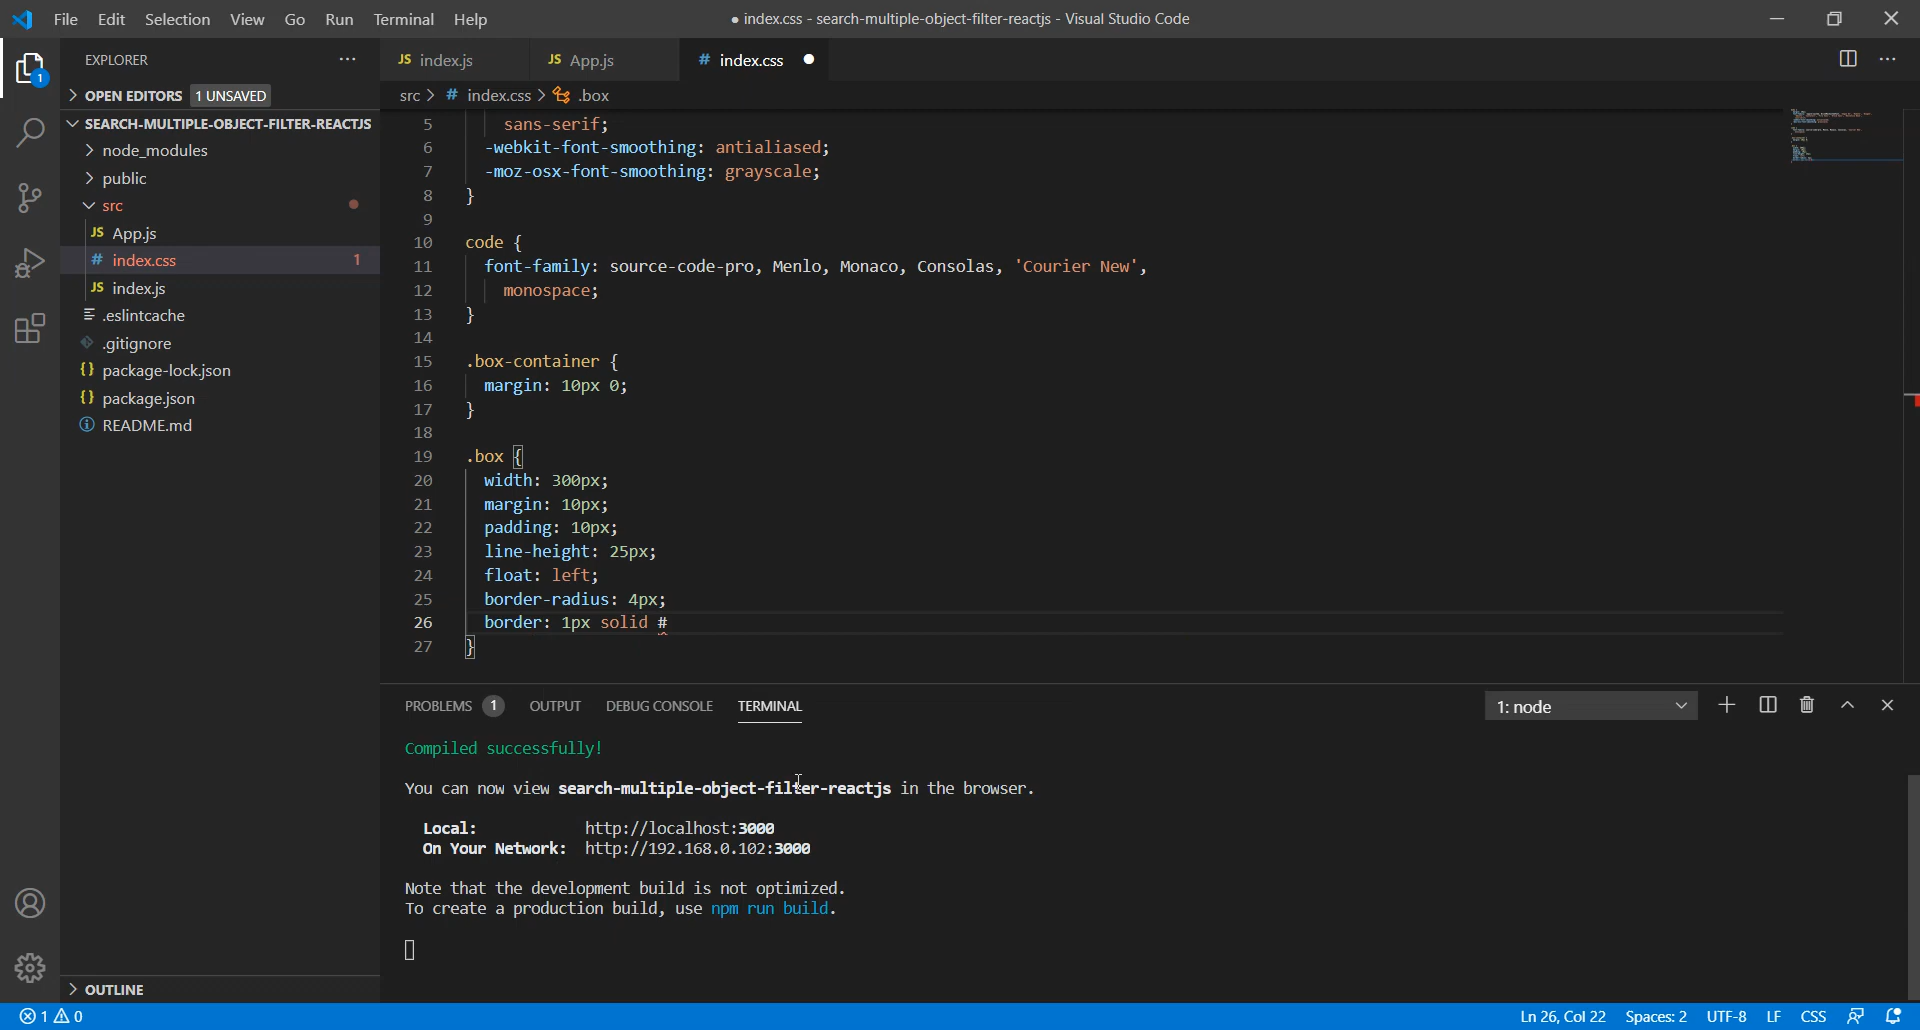 File Edit Selection View Go Run Terminal Help
● index.css - search-multiple-object-filter-reactjs - Visual Studio Code
EXPLORER ···
1
OPEN EDITORS 1 UNSAVED
SEARCH-MULTIPLE-OBJECT-FILTER-REACTJS
node_modules
public
src
JS App.js
# index.css 1
JS index.js
.eslintcache
.gitignore
{} package-lock.json
{} package.json
README.md
OUTLINE
JS index.js JS App.js # index.css ●
src > # index.css > .box
5 sans-serif;
6 -webkit-font-smoothing: antialiased;
7 -moz-osx-font-smoothing: grayscale;
8 }
9
10 code {
11 font-family: source-code-pro, Menlo, Monaco, Consolas, 'Courier New',
12 monospace;
13 }
14
15 .box-container {
16 margin: 10px 0;
17 }
18
19 .box {
20 width: 300px;
21 margin: 10px;
22 padding: 10px;
23 line-height: 25px;
24 float: left;
25 border-radius: 4px;
26 border: 1px solid #
27 }
PROBLEMS 1 OUTPUT DEBUG CONSOLE TERMINAL 1: node
Compiled successfully!
You can now view search-multiple-object-filter-reactjs in the browser.
Local: http://localhost:3000
On Your Network: http://192.168.0.102:3000
Note that the development build is not optimized.
To create a production build, use npm run build.
1 0 Ln 26, Col 22 Spaces: 2 UTF-8 LF CSS